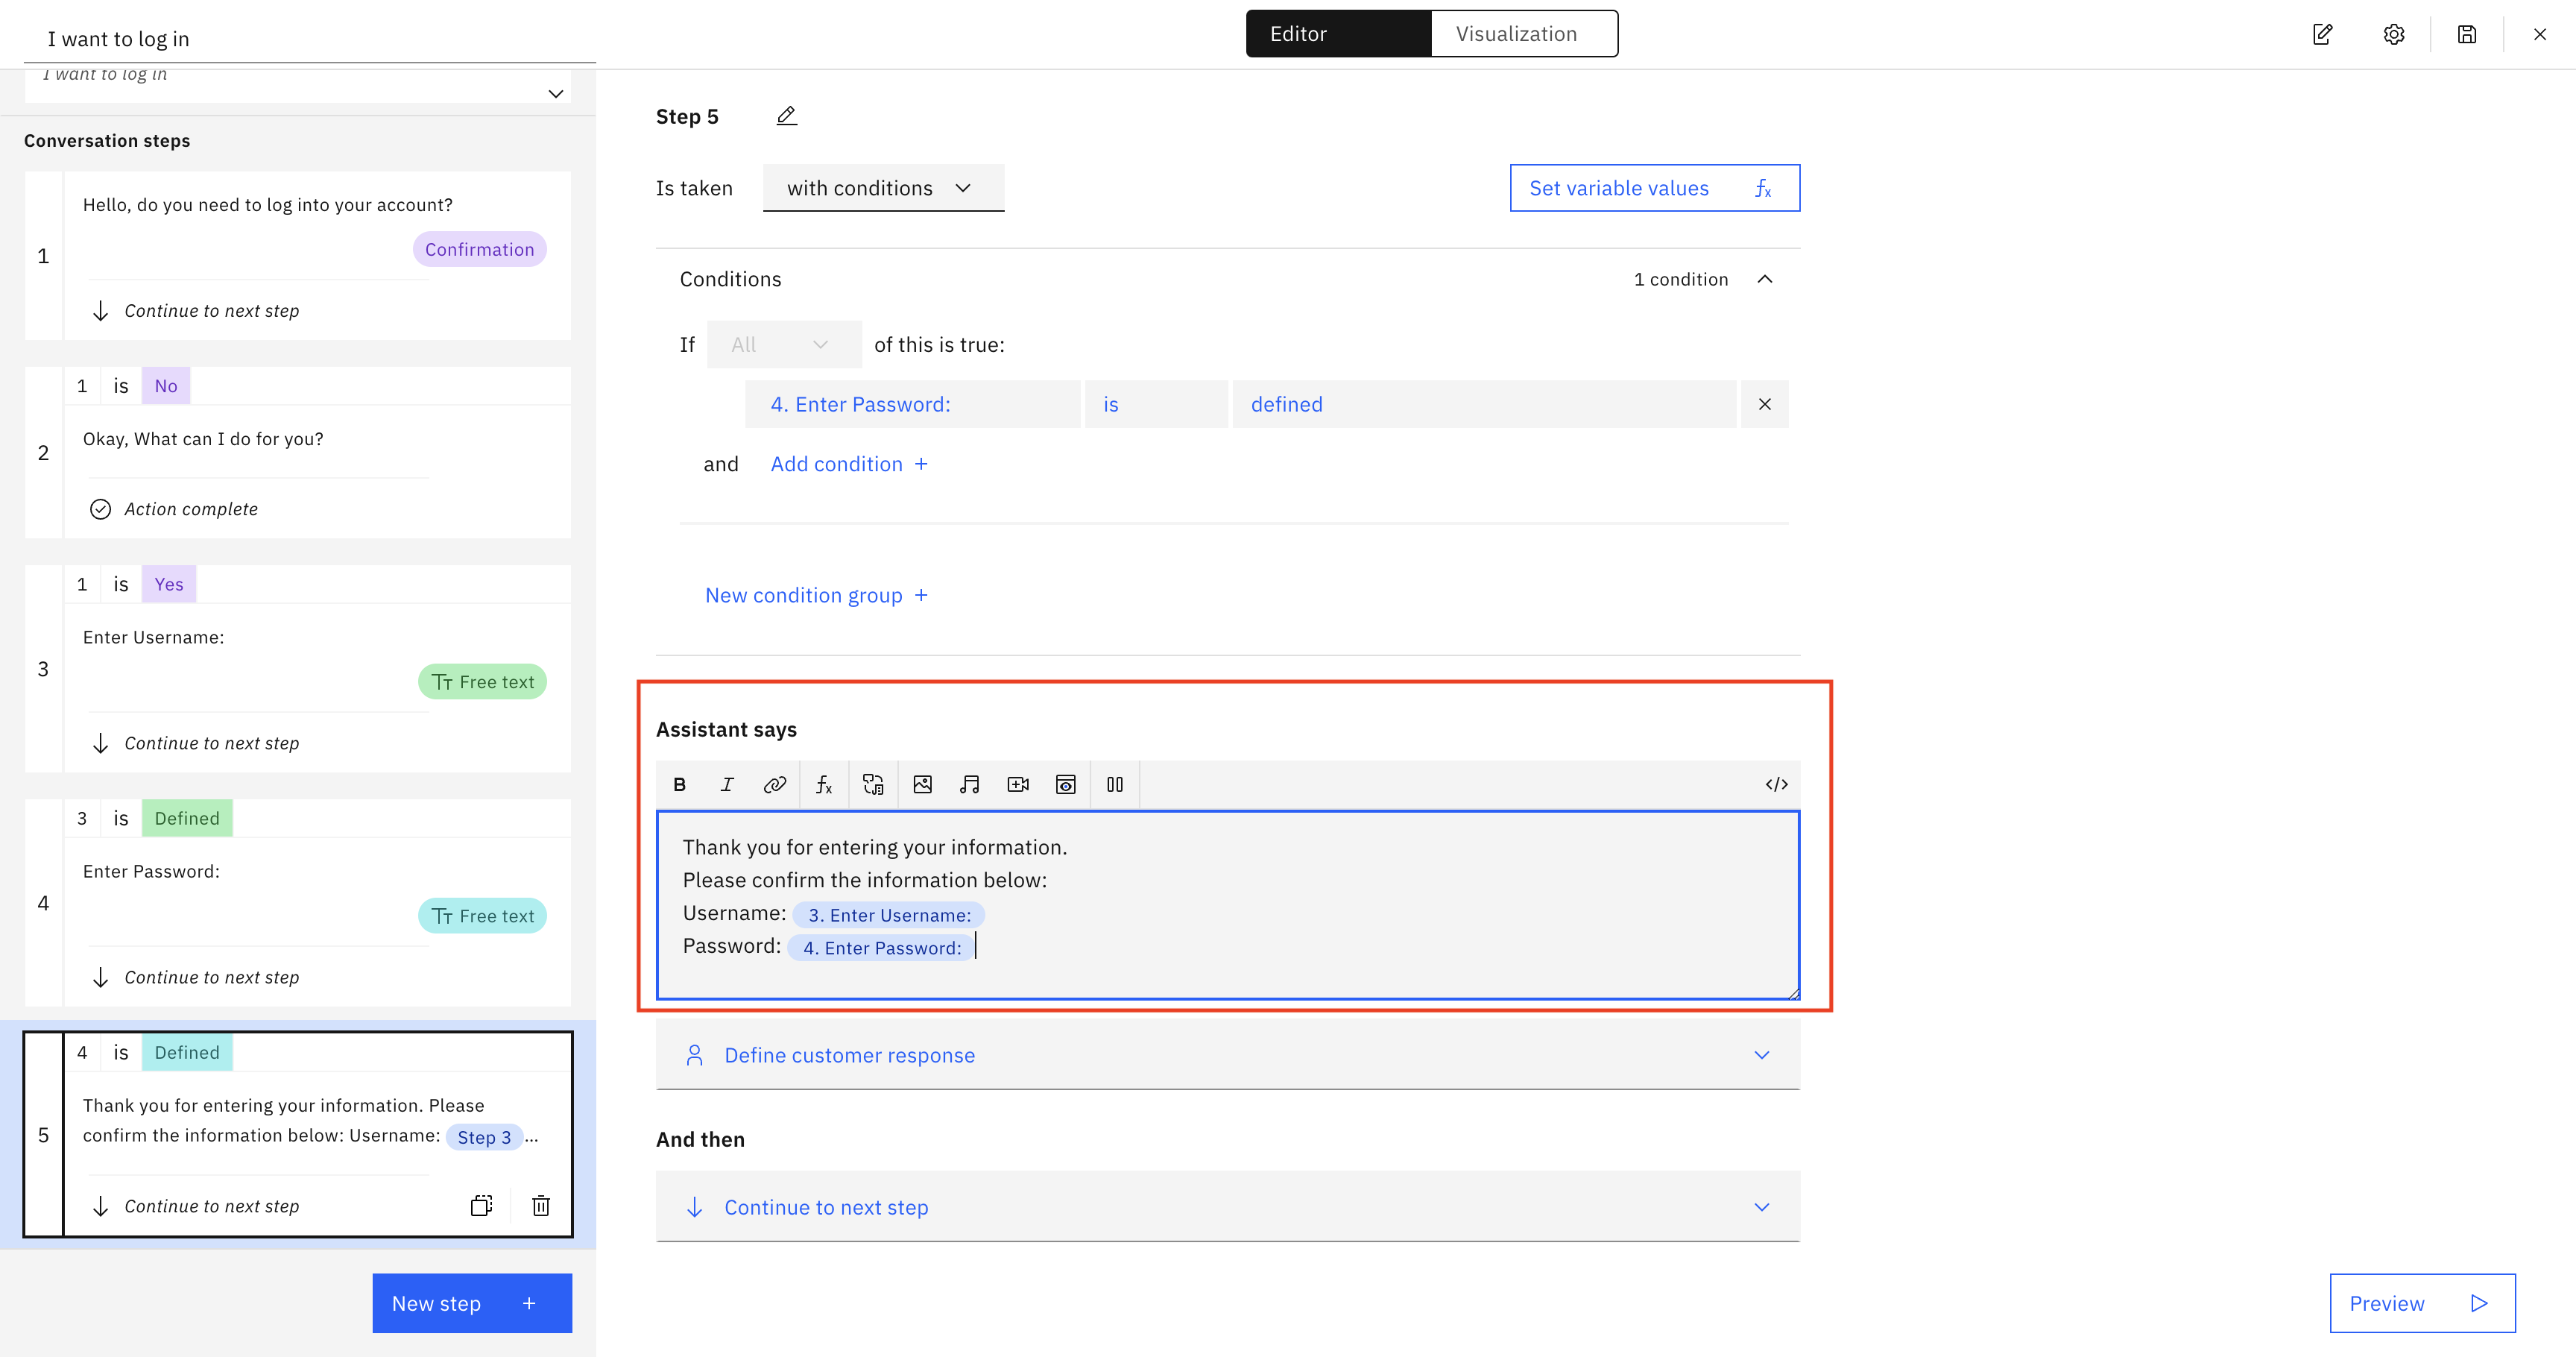 I want to log in
Editor
Visualization
I want to log in
Conversation steps
1
Hello, do you need to log into your account?
Confirmation
Continue to next step
2
1 is No
Okay, What can I do for you?
Action complete
3
1 is Yes
Enter Username:
Free text
Continue to next step
4
3 is Defined
Enter Password:
Free text
Continue to next step
5
4 is Defined
Thank you for entering your information. Please
confirm the information below: Username: Step 3 ...
Continue to next step
New step +
Step 5
Is taken with conditions
Set variable values fx
Conditions
1 condition
If All of this is true:
4. Enter Password: is defined
and Add condition +
New condition group +
Assistant says
B I fx </>
Thank you for entering your information.
Please confirm the information below:
Username: 3. Enter Username:
Password: 4. Enter Password:
Define customer response
And then
Continue to next step
Preview